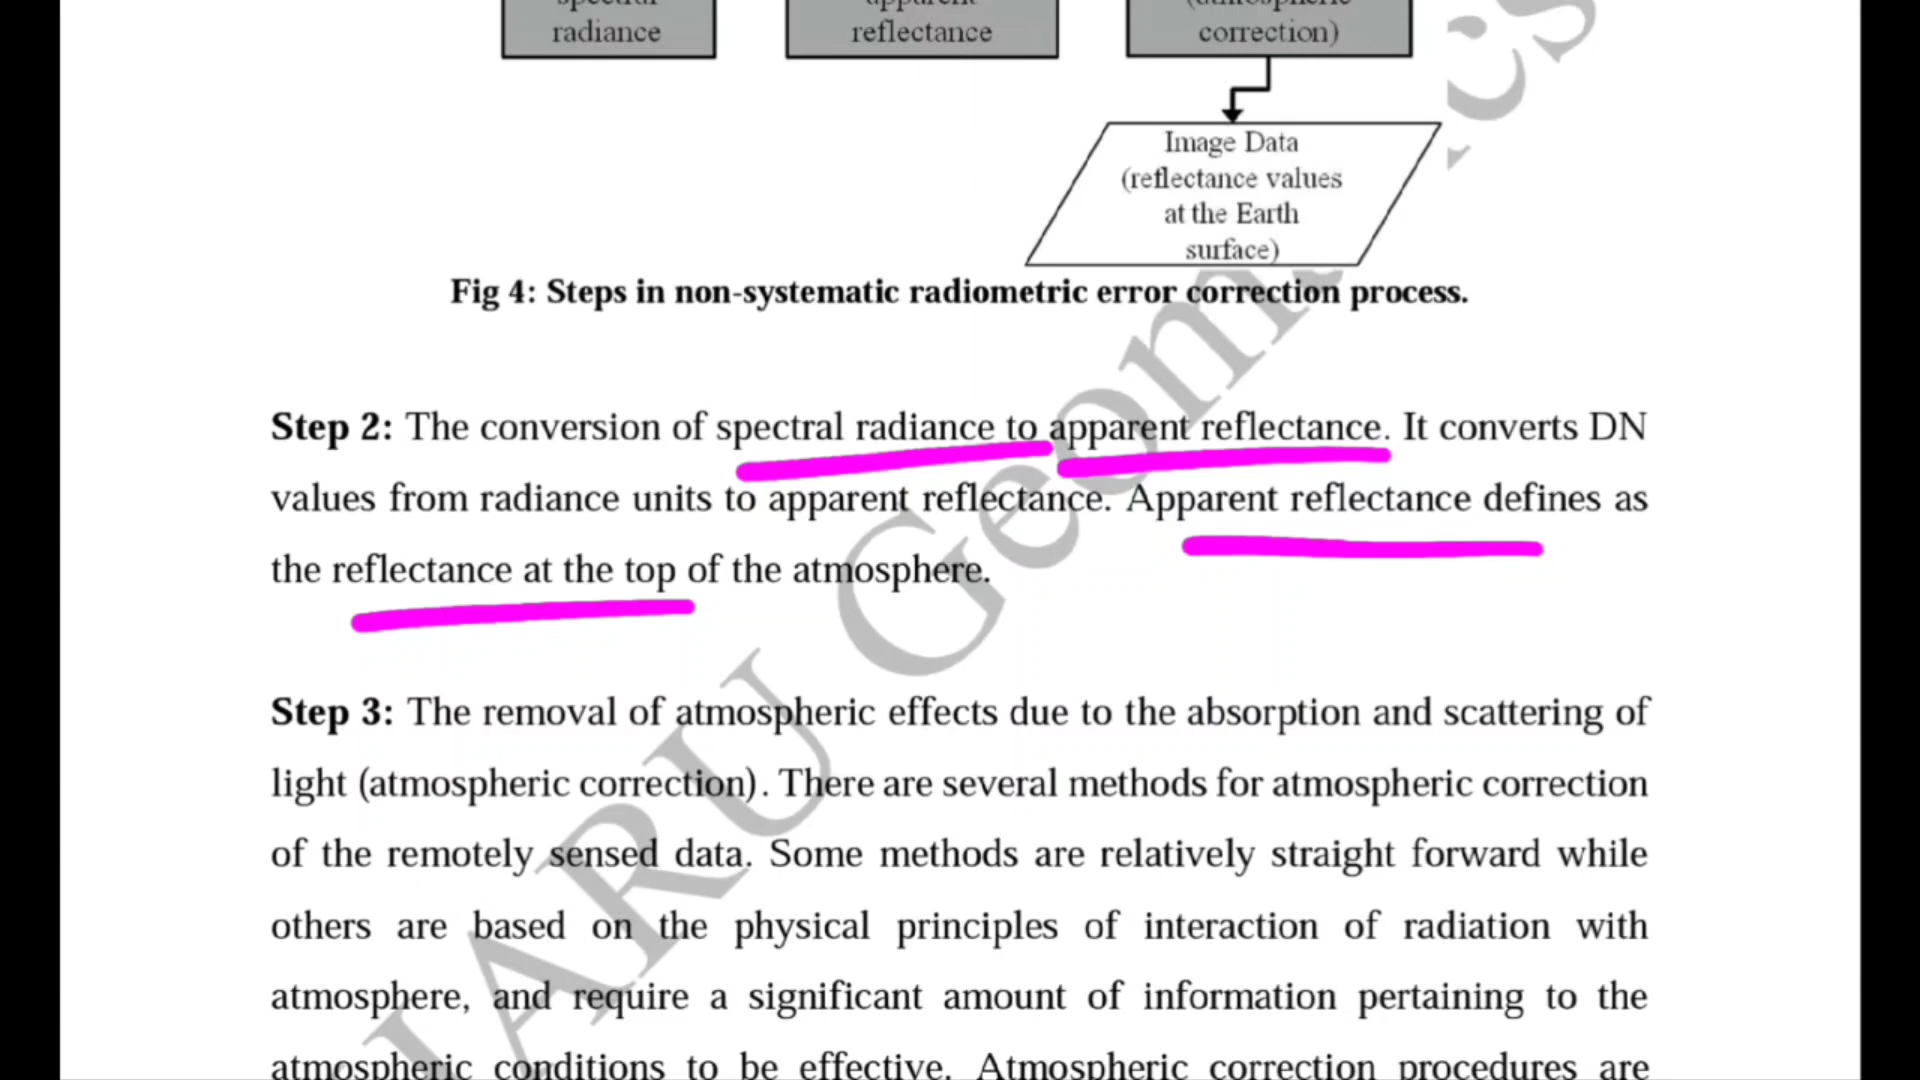 spectral
radiance
apparent
reflectance
(atmospheric
correction)
Image Data
(reflectance values
at the Earth
surface)
Fig 4: Steps in non-systematic radiometric error correction process.
Step 2: The conversion of spectral radiance to apparent reflectance. It converts DN
values from radiance units to apparent reflectance. Apparent reflectance defines as
the reflectance at the top of the atmosphere.
Step 3: The removal of atmospheric effects due to the absorption and scattering of
light (atmospheric correction). There are several methods for atmospheric correction
of the remotely sensed data. Some methods are relatively straight forward while
others are based on the physical principles of interaction of radiation with
atmosphere, and require a significant amount of information pertaining to the
atmospheric conditions to be effective. Atmospheric correction procedures are